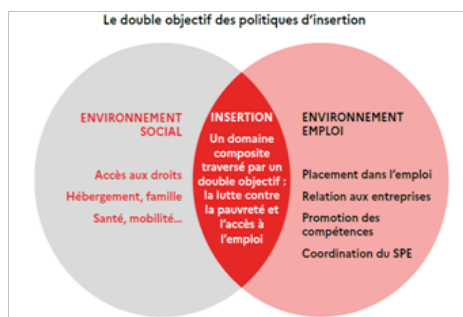 Le double objectif des politiques d'insertion
ENVIRONNEMENT
SOCIAL
Accès aux droits
Hébergement, famille
Santé, mobilité...
INSERTION
Un domaine
composite
traversé par un
double objectif :
la lutte contre
la pauvreté et
l'accès à
l'emploi
ENVIRONNEMENT
EMPLOI
Placement dans l'emploi
Relation aux entreprises
Promotion des
compétences
Coordination du SPE